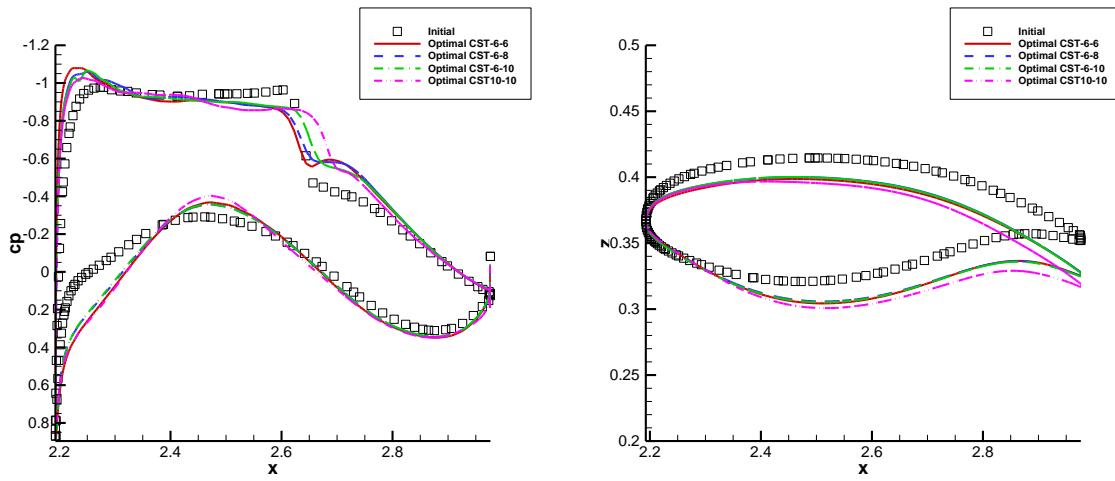 Initial
Optimal CST-6-6
Optimal CST-6-8
Optimal CST-6-10
Optimal CST10-10
-1.2
-1
-0.8
-0.6
-0.4
-0.2
0
0.2
0.4
0.6
0.8
cp
2.2 2.4 2.6 2.8
x
Initial
Optimal CST-6-6
Optimal CST-6-8
Optimal CST-6-10
Optimal CST10-10
0.5
0.45
0.4
0.35
0.3
0.25
0.2
z
2.2 2.4 2.6 2.8
x